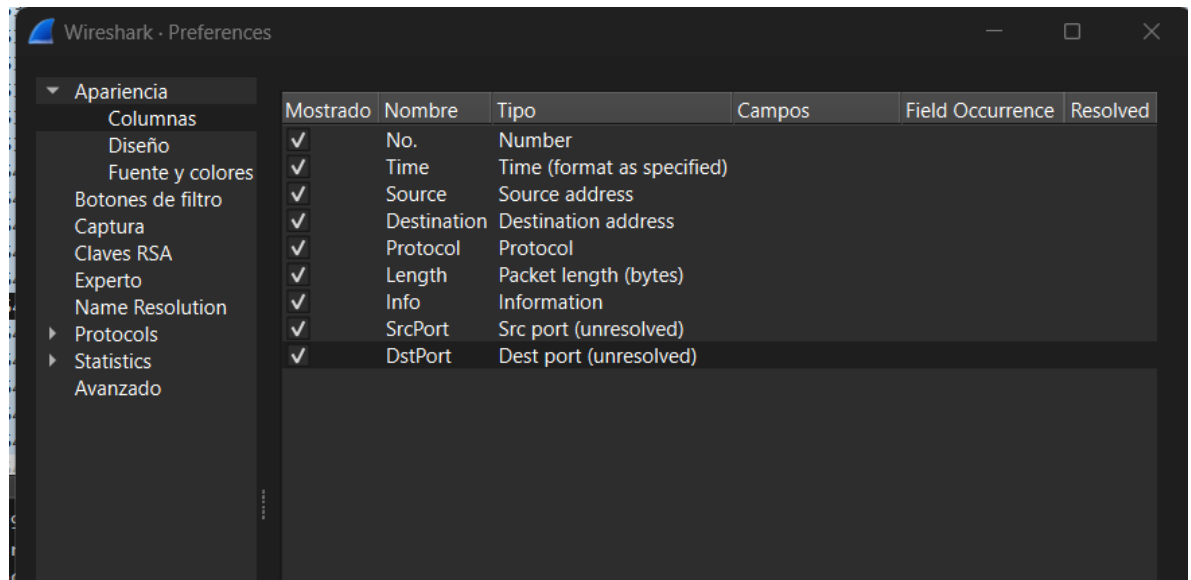 Wireshark · Preferences
Apariencia
Columnas
Diseño
Fuente y colores
Botones de filtro
Captura
Claves RSA
Experto
Name Resolution
Protocols
Statistics
Avanzado
Mostrado Nombre Tipo Campos Field Occurrence Resolved
No. Number
Time Time (format as specified)
Source Source address
Destination Destination address
Protocol Protocol
Length Packet length (bytes)
Info Information
SrcPort Src port (unresolved)
DstPort Dest port (unresolved)